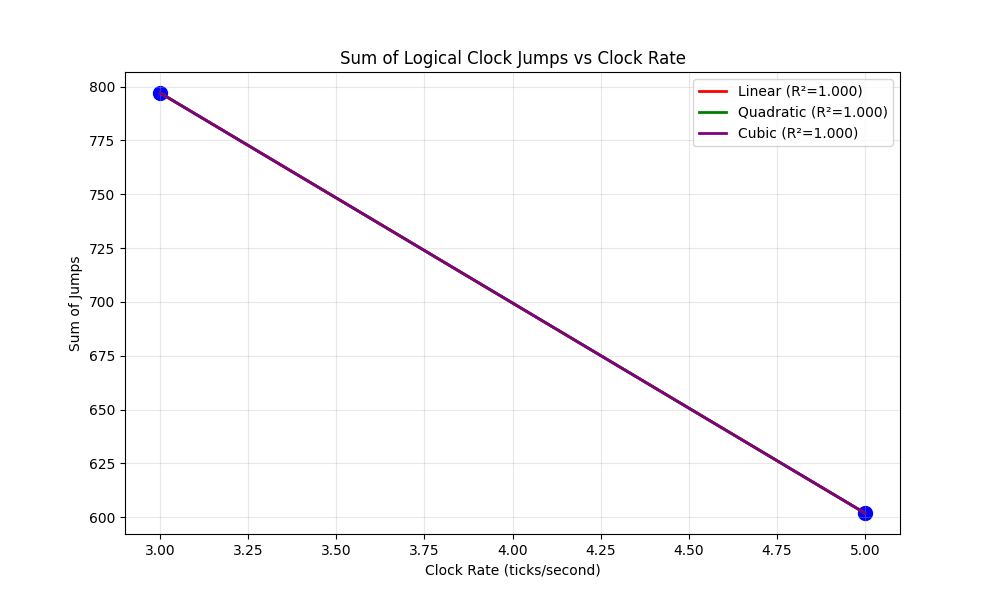 Sum of Logical Clock Jumps vs Clock Rate
Linear (R²=1.000)
Quadratic (R²=1.000)
Cubic (R²=1.000)
Sum of Jumps
800
775
750
725
700
675
650
625
600
3.00 3.25 3.50 3.75 4.00 4.25 4.50 4.75 5.00
Clock Rate (ticks/second)